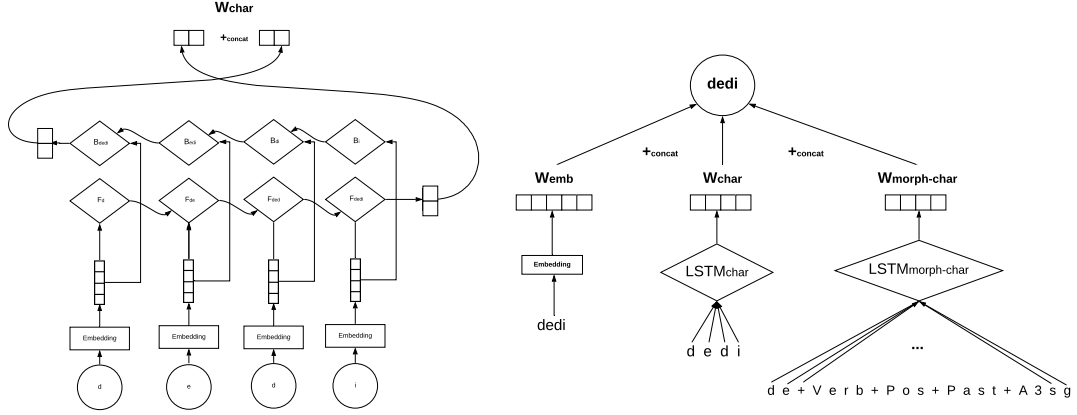 Wchar
+concat
Bdedi Bedi Bdi Bi
Fd Fde Fded Fdedi
Embedding Embedding Embedding Embedding
d e d i
dedi
+concat +concat
Wemb Wchar Wmorph-char
Embedding LSTMchar LSTMmorph-char
dedi
d e d i
...
d e + V e r b + P o s + P a s t + A 3 s g